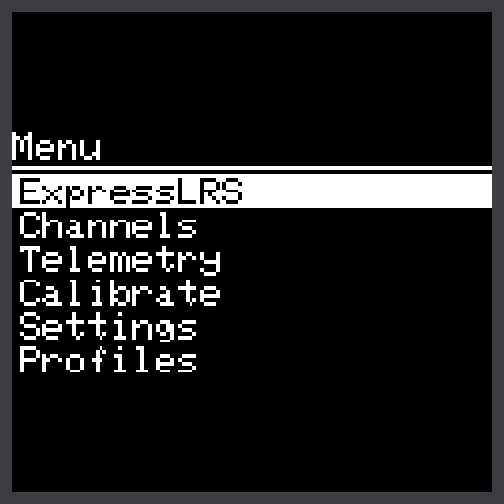 Menu
ExpressLRS
Channels
Telemetry
Calibrate
Settings
Profiles